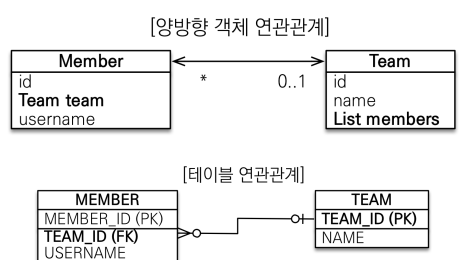 [양방향 객체 연관관계]
Member
id
Team team
username
*
0..1
Team
id
name
List members
[테이블 연관관계]
MEMBER
MEMBER_ID (PK)
TEAM_ID (FK)
USERNAME
TEAM
TEAM_ID (PK)
NAME